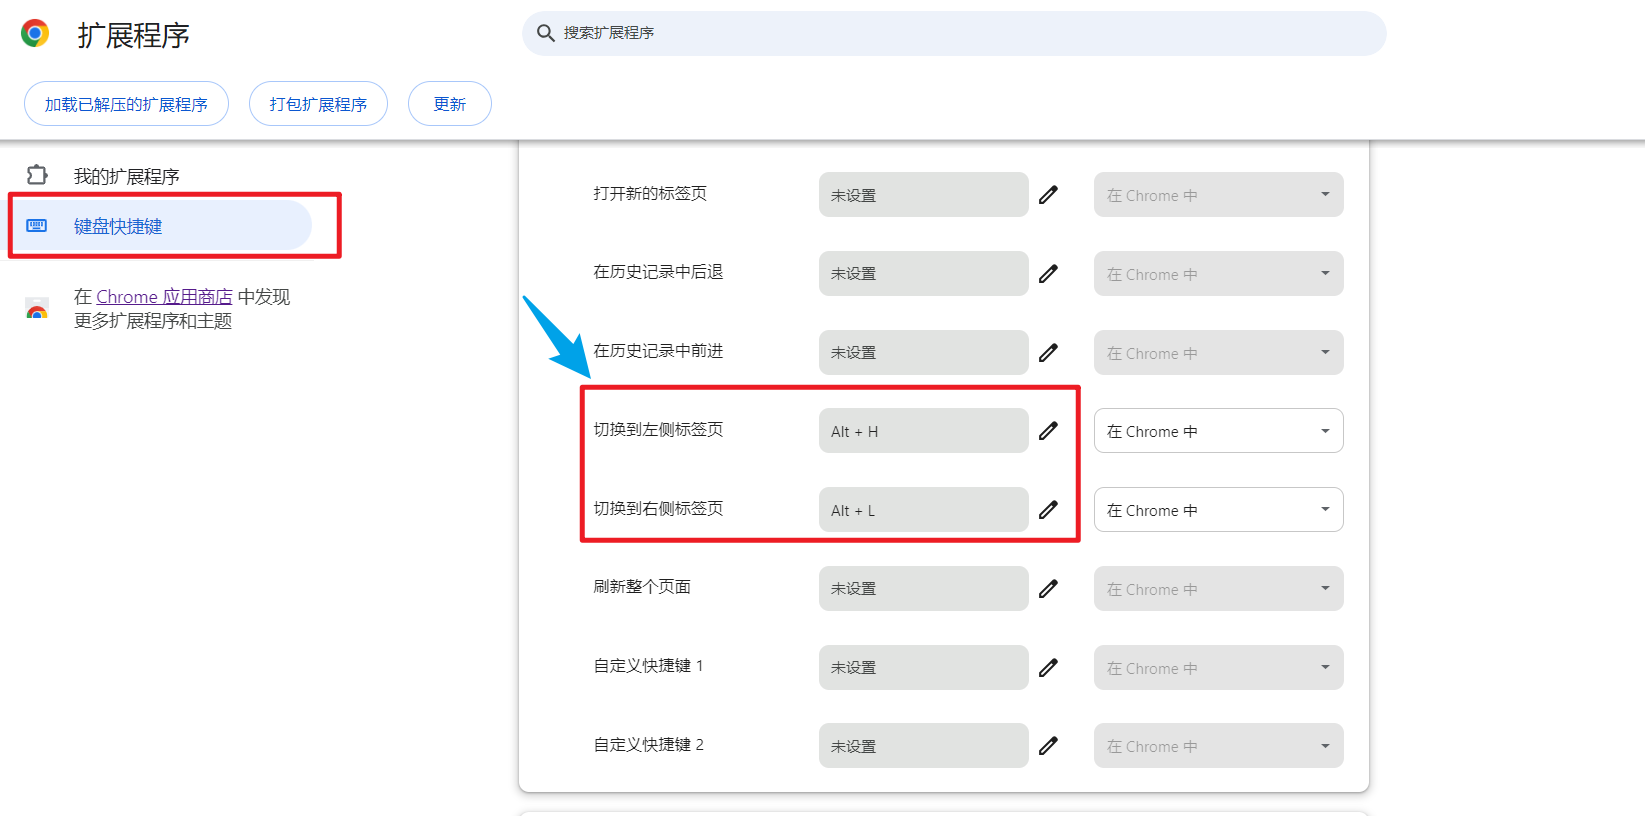 扩展程序
搜索扩展程序
加载已解压的扩展程序
打包扩展程序
更新
我的扩展程序
键盘快捷键
在 Chrome 应用商店 中发现
更多扩展程序和主题
打开新的标签页 未设置 在 Chrome 中
在历史记录中后退 未设置 在 Chrome 中
在历史记录中前进 未设置 在 Chrome 中
切换到左侧标签页 Alt + H 在 Chrome 中
切换到右侧标签页 Alt + L 在 Chrome 中
刷新整个页面 未设置 在 Chrome 中
自定义快捷键 1 未设置 在 Chrome 中
自定义快捷键 2 未设置 在 Chrome 中